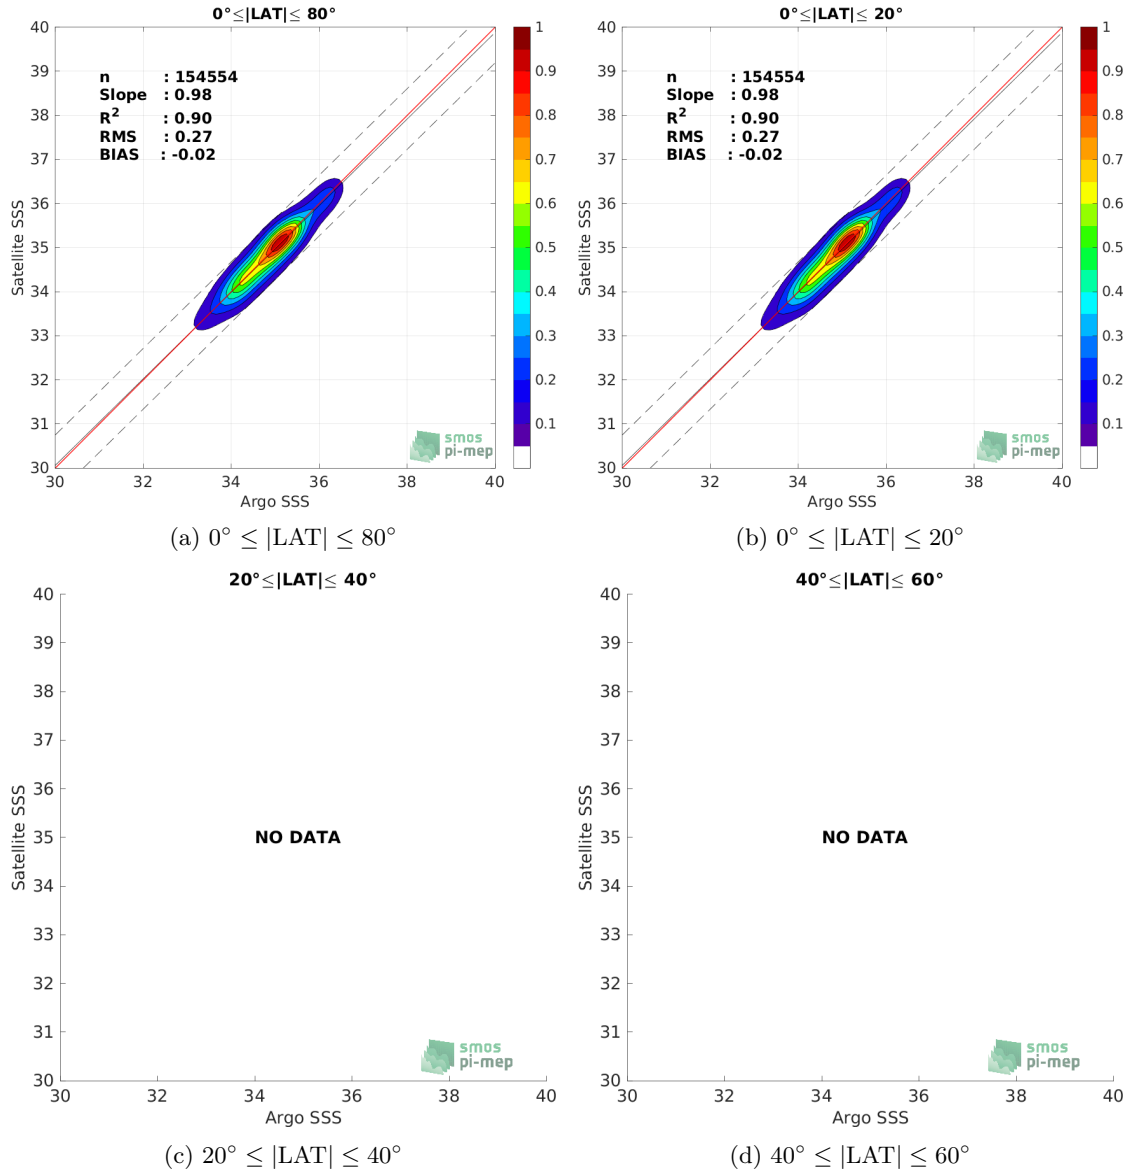 0°≤|LAT|≤ 80°
40
39
38
37
36
35
34
33
32
31
30
30
32
34
36
38
40
Satellite SSS
Argo SSS
n : 154554
Slope : 0.98
R² : 0.90
RMS : 0.27
BIAS : -0.02
1
0.9
0.8
0.7
0.6
0.5
0.4
0.3
0.2
0.1
smos
pi-mep
(a) 0° ≤ |LAT| ≤ 80°
0°≤|LAT|≤ 20°
40
39
38
37
36
35
34
33
32
31
30
30
32
34
36
38
40
Satellite SSS
Argo SSS
n : 154554
Slope : 0.98
R² : 0.90
RMS : 0.27
BIAS : -0.02
1
0.9
0.8
0.7
0.6
0.5
0.4
0.3
0.2
0.1
smos
pi-mep
(b) 0° ≤ |LAT| ≤ 20°
20°≤|LAT|≤ 40°
40
39
38
37
36
35
34
33
32
31
30
30
32
34
36
38
40
Satellite SSS
Argo SSS
NO DATA
smos
pi-mep
(c) 20° ≤ |LAT| ≤ 40°
40°≤|LAT|≤ 60°
40
39
38
37
36
35
34
33
32
31
30
30
32
34
36
38
40
Satellite SSS
Argo SSS
NO DATA
smos
pi-mep
(d) 40° ≤ |LAT| ≤ 60°